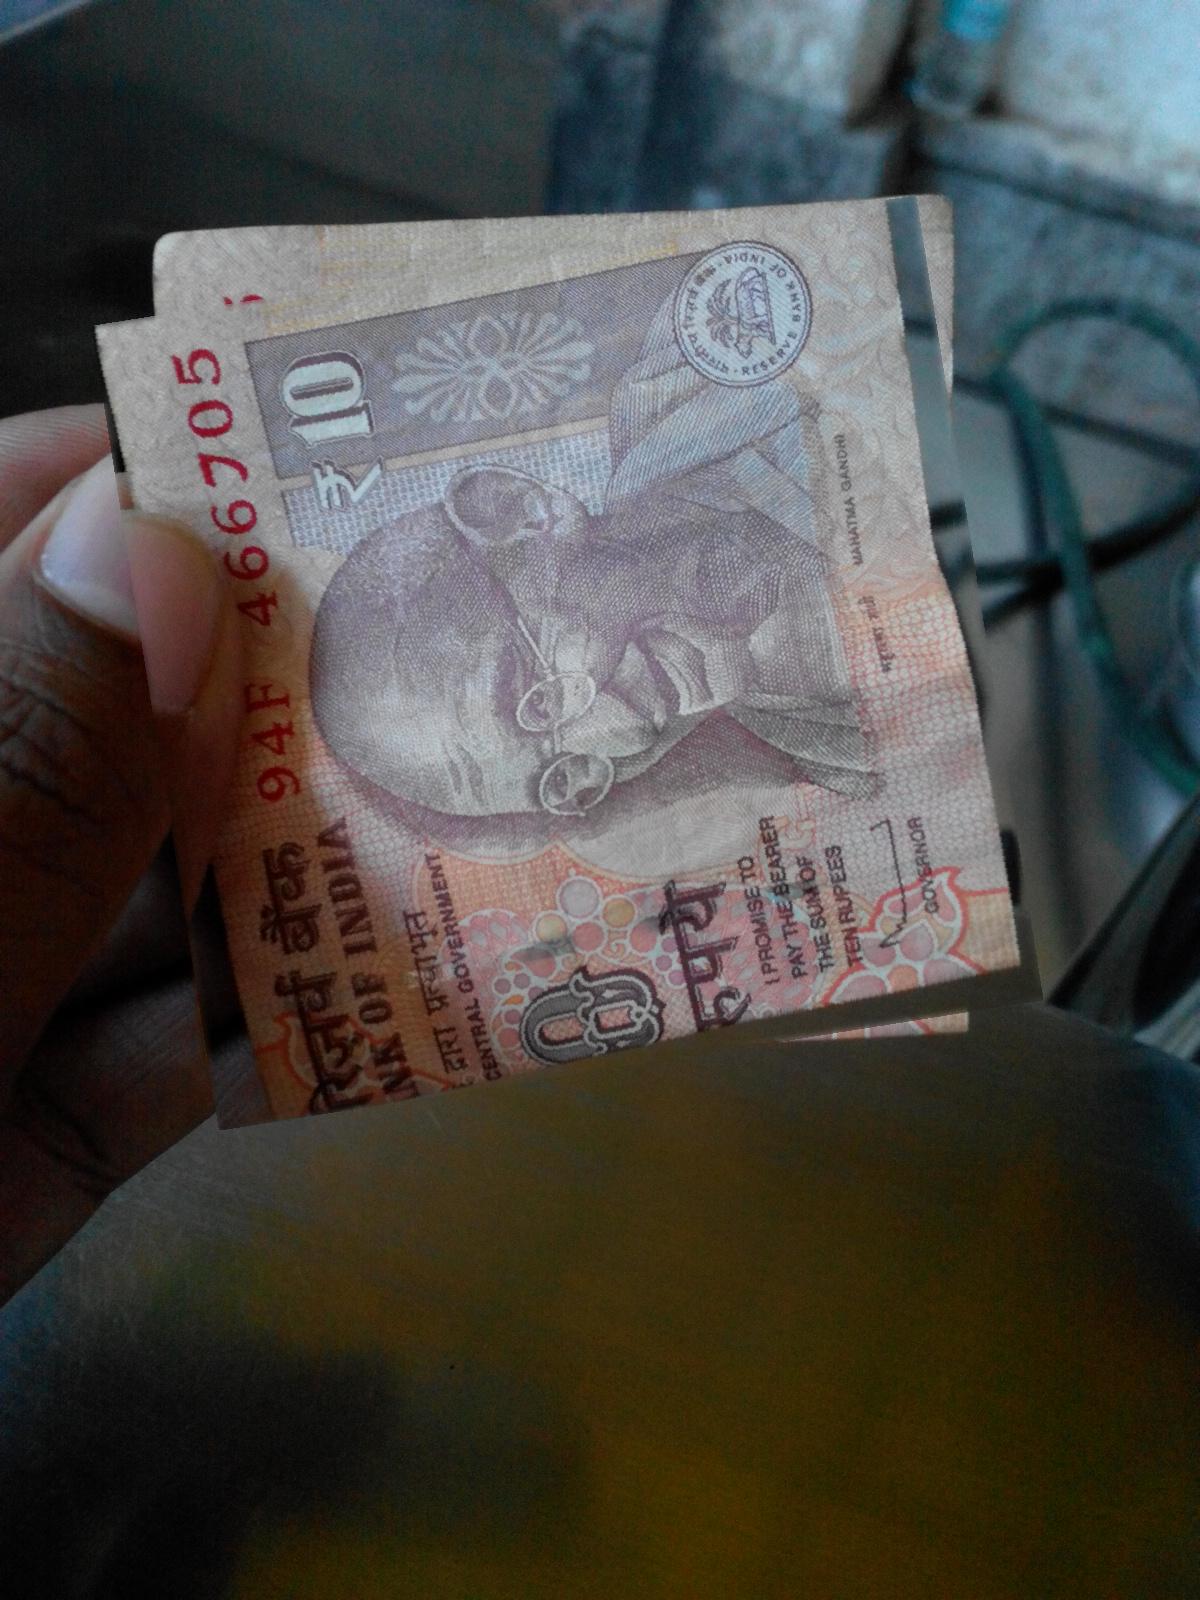 रिज़र्व बैंक
NK OF INDIA
द्वारा प्रत्याभूत
CENTRAL GOVERNMENT
94F 466705
₹10
रुपये
I PROMISE TO
PAY THE BEARER
THE SUM OF
TEN RUPEES
GOVERNOR
महात्मा गांधी MAHATMA GANDHI
RESERVE BANK OF INDIA